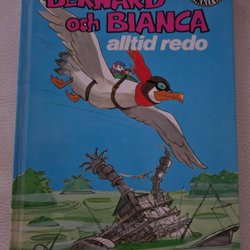 BERNARD
och BIANCA
alltid redo